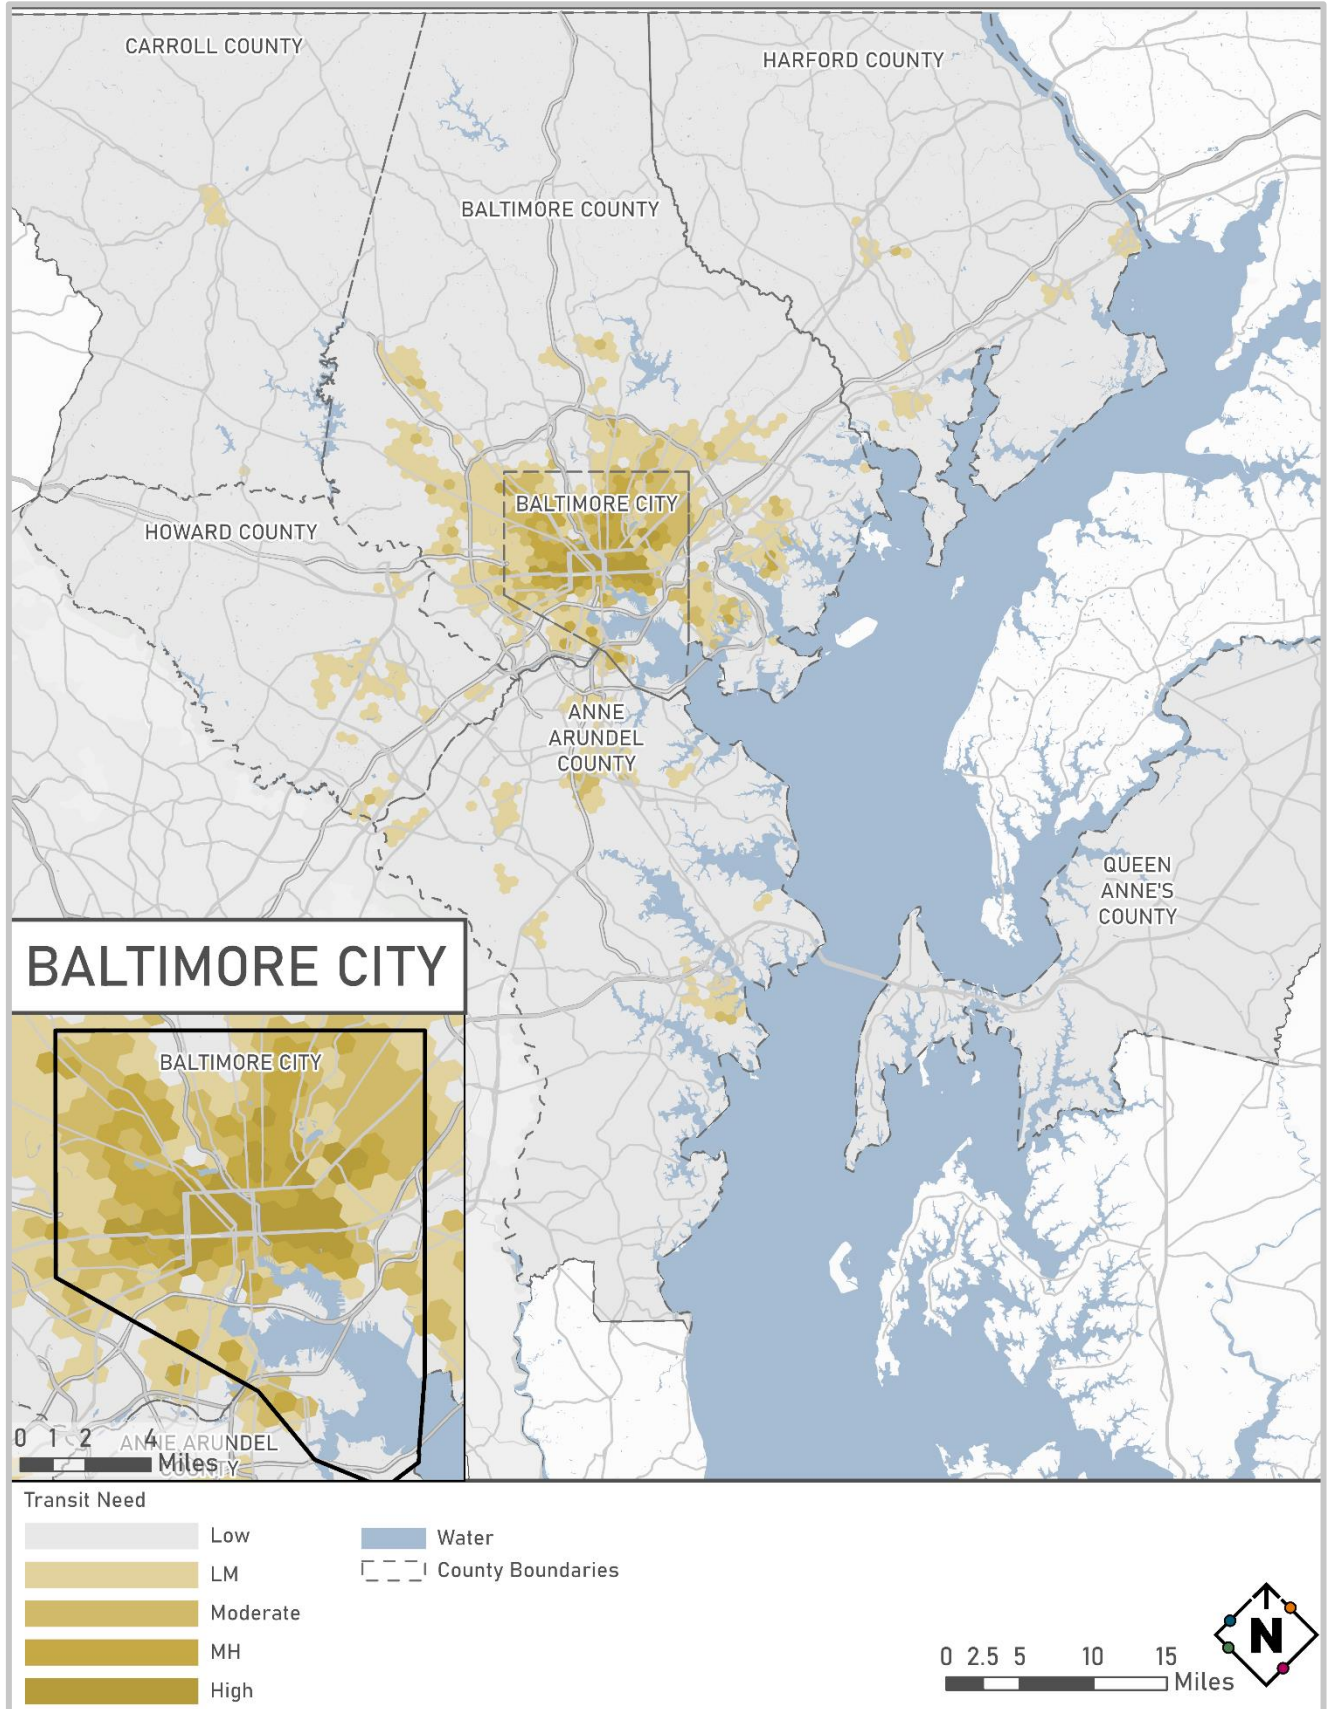 CARROLL COUNTY
HARFORD COUNTY
BALTIMORE COUNTY
BALTIMORE CITY
HOWARD COUNTY
ANNE
ARUNDEL
COUNTY
QUEEN
ANNE'S
COUNTY
BALTIMORE CITY
BALTIMORE CITY
ANNE ARUNDEL
COUNTY
0 1 2 4
Miles
Transit Need
Low
LM
Moderate
MH
High
Water
County Boundaries
0 2.5 5 10 15
Miles
N